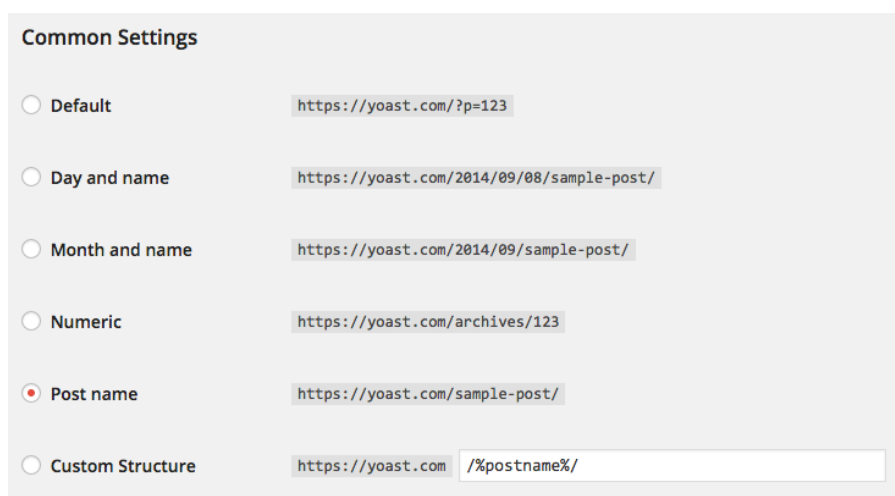 Common Settings
Default https://yoast.com/?p=123
Day and name https://yoast.com/2014/09/08/sample-post/
Month and name https://yoast.com/2014/09/sample-post/
Numeric https://yoast.com/archives/123
Post name https://yoast.com/sample-post/
Custom Structure https://yoast.com /%postname%/